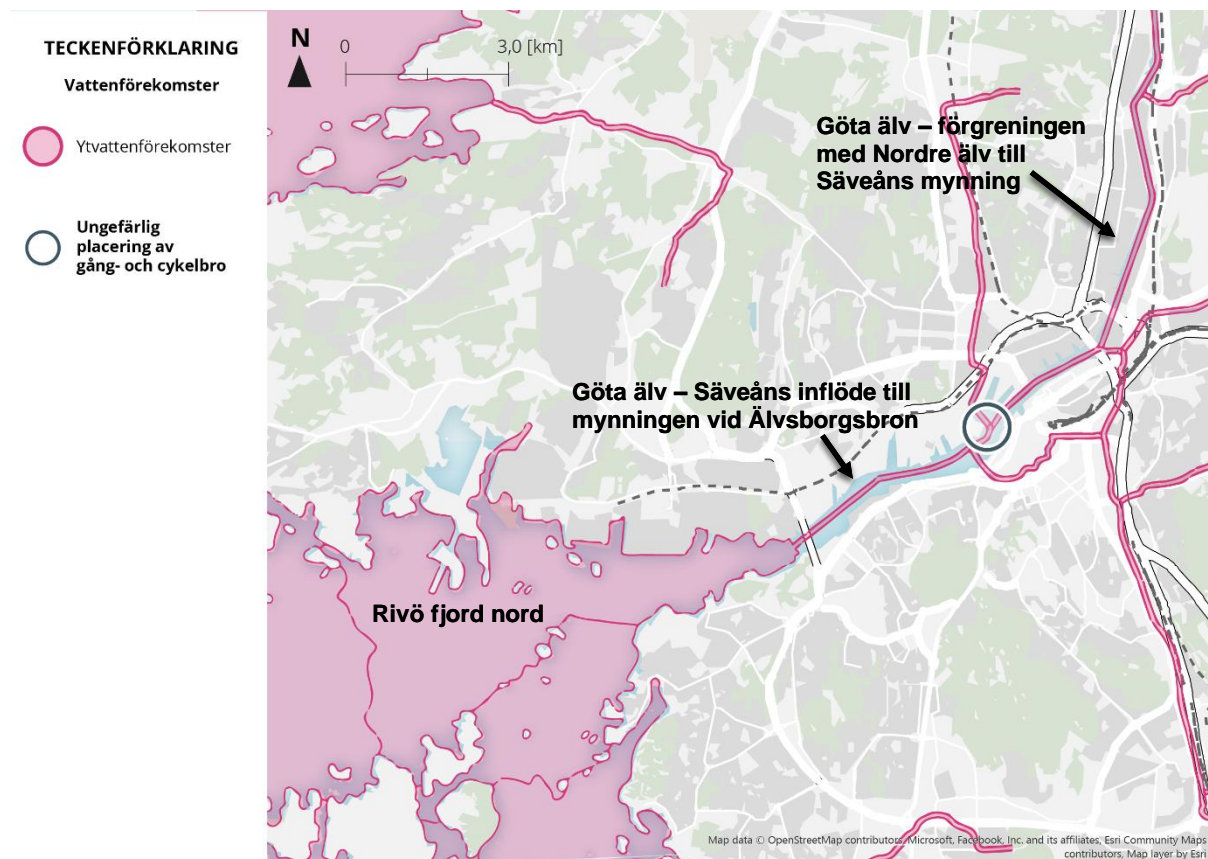 TECKENFÖRKLARING
Vattenförekomster
Ytvattenförekomster
Ungefärlig
placering av
gång- och cykelbro
N
0 3,0 [km]
Göta älv – förgreningen
med Nordre älv till
Säveåns mynning
Göta älv – Säveåns inflöde till
mynningen vid Älvsborgsbron
Rivö fjord nord
Map data © OpenStreetMap contributors, Microsoft, Facebook, Inc. and its affiliates, Esri Community Maps
contributors, Map layer by Esri